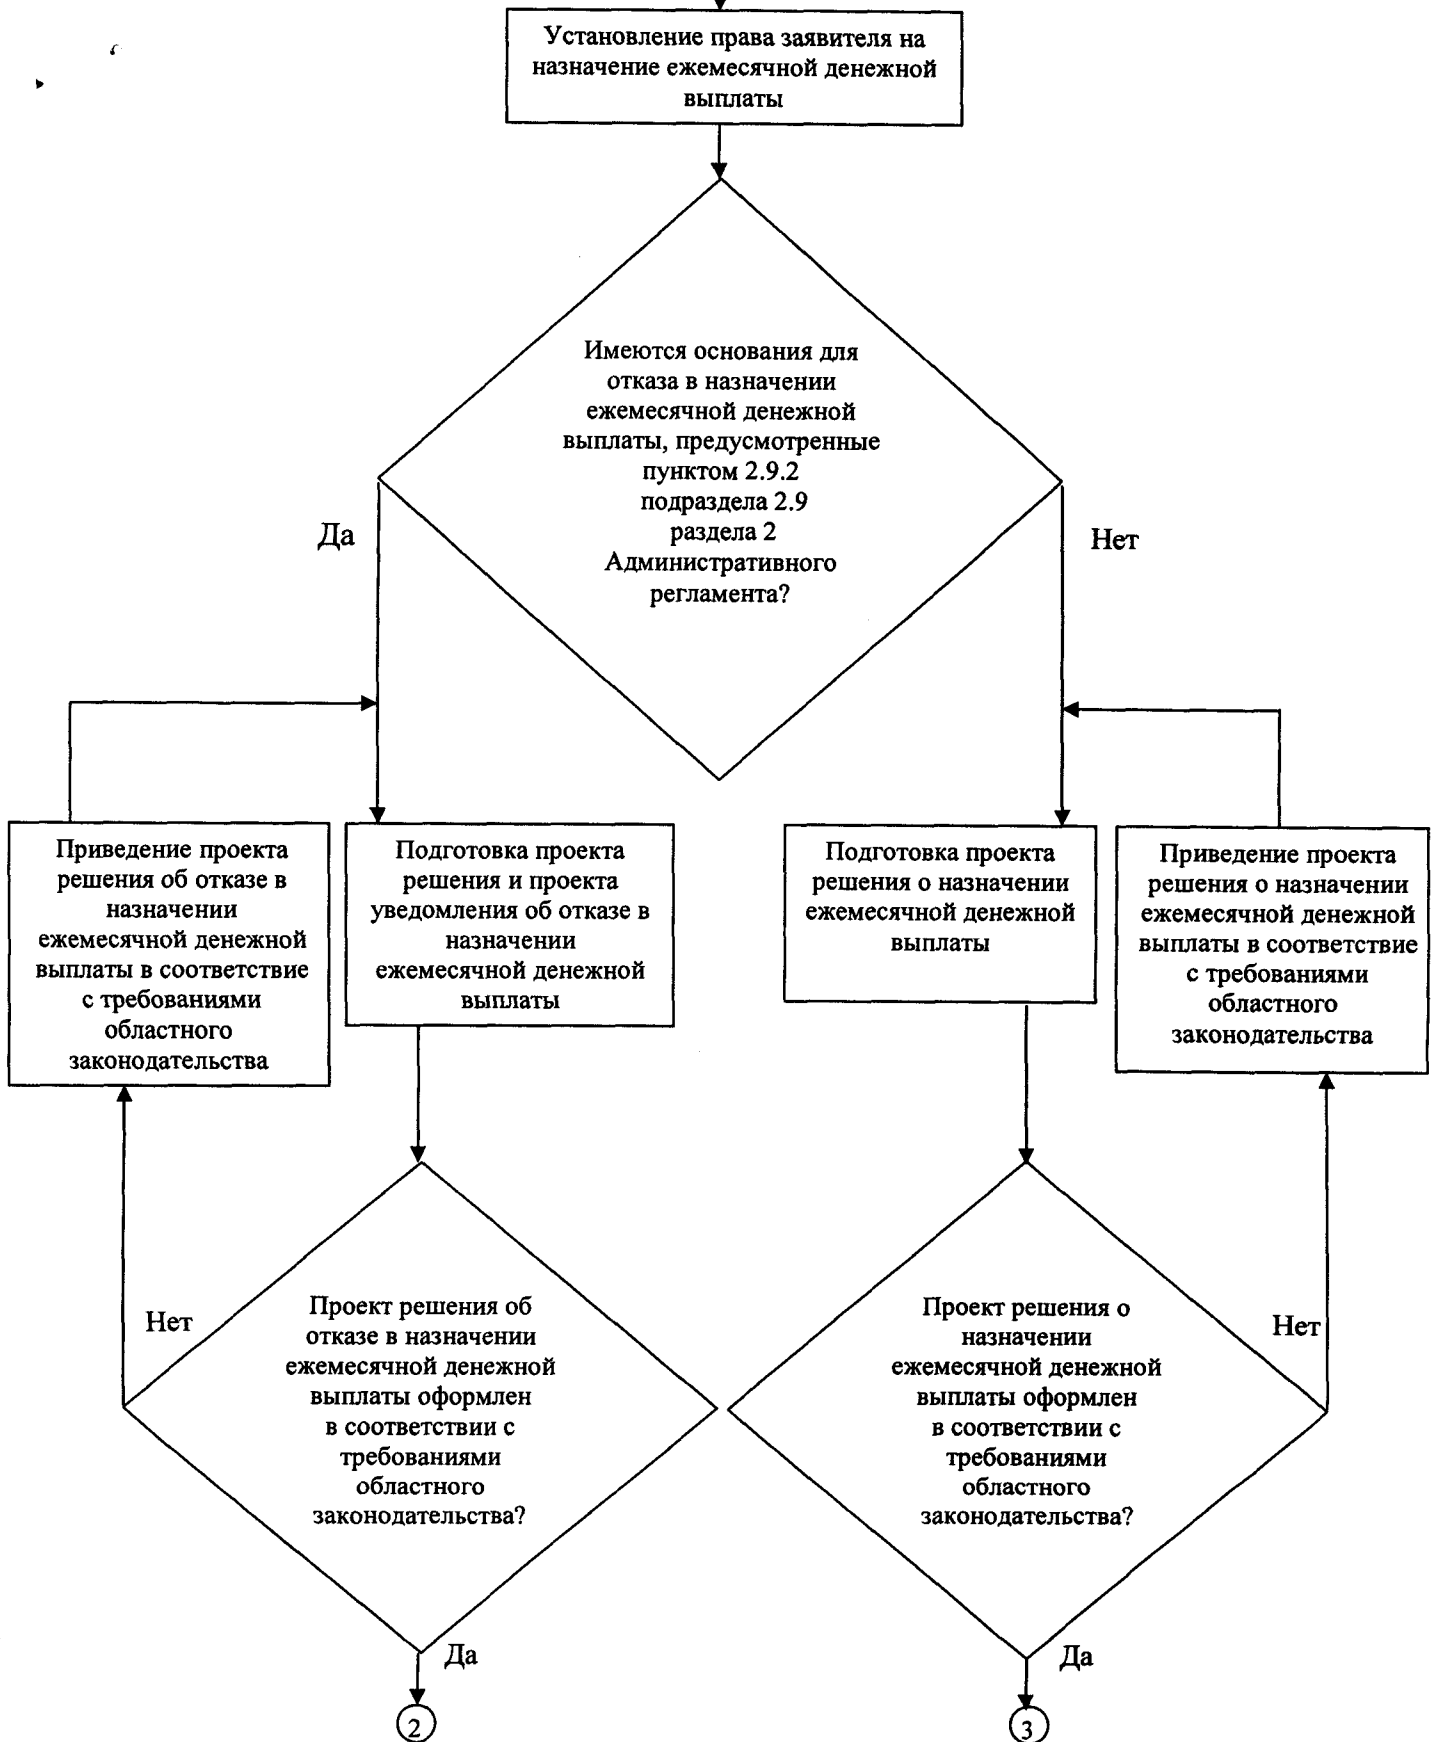 Установление права заявителя на
назначение ежемесячной денежной
выплаты
Имеются основания для
отказа в назначении
ежемесячной денежной
выплаты, предусмотренные
пунктом 2.9.2
подраздела 2.9
раздела 2
Административного
регламента?
Да
Нет
Приведение проекта
решения об отказе в
назначении
ежемесячной денежной
выплаты в соответствие
с требованиями
областного
законодательства
Подготовка проекта
решения и проекта
уведомления об отказе в
назначении
ежемесячной денежной
выплаты
Подготовка проекта
решения о назначении
ежемесячной денежной
выплаты
Приведение проекта
решения о назначении
ежемесячной денежной
выплаты в соответствие
с требованиями
областного
законодательства
Нет
Проект решения об
отказе в назначении
ежемесячной денежной
выплаты оформлен
в соответствии с
требованиями
областного
законодательства?
Да
2
Проект решения о
назначении
ежемесячной денежной
выплаты оформлен
в соответствии с
требованиями
областного
законодательства?
Нет
Да
3